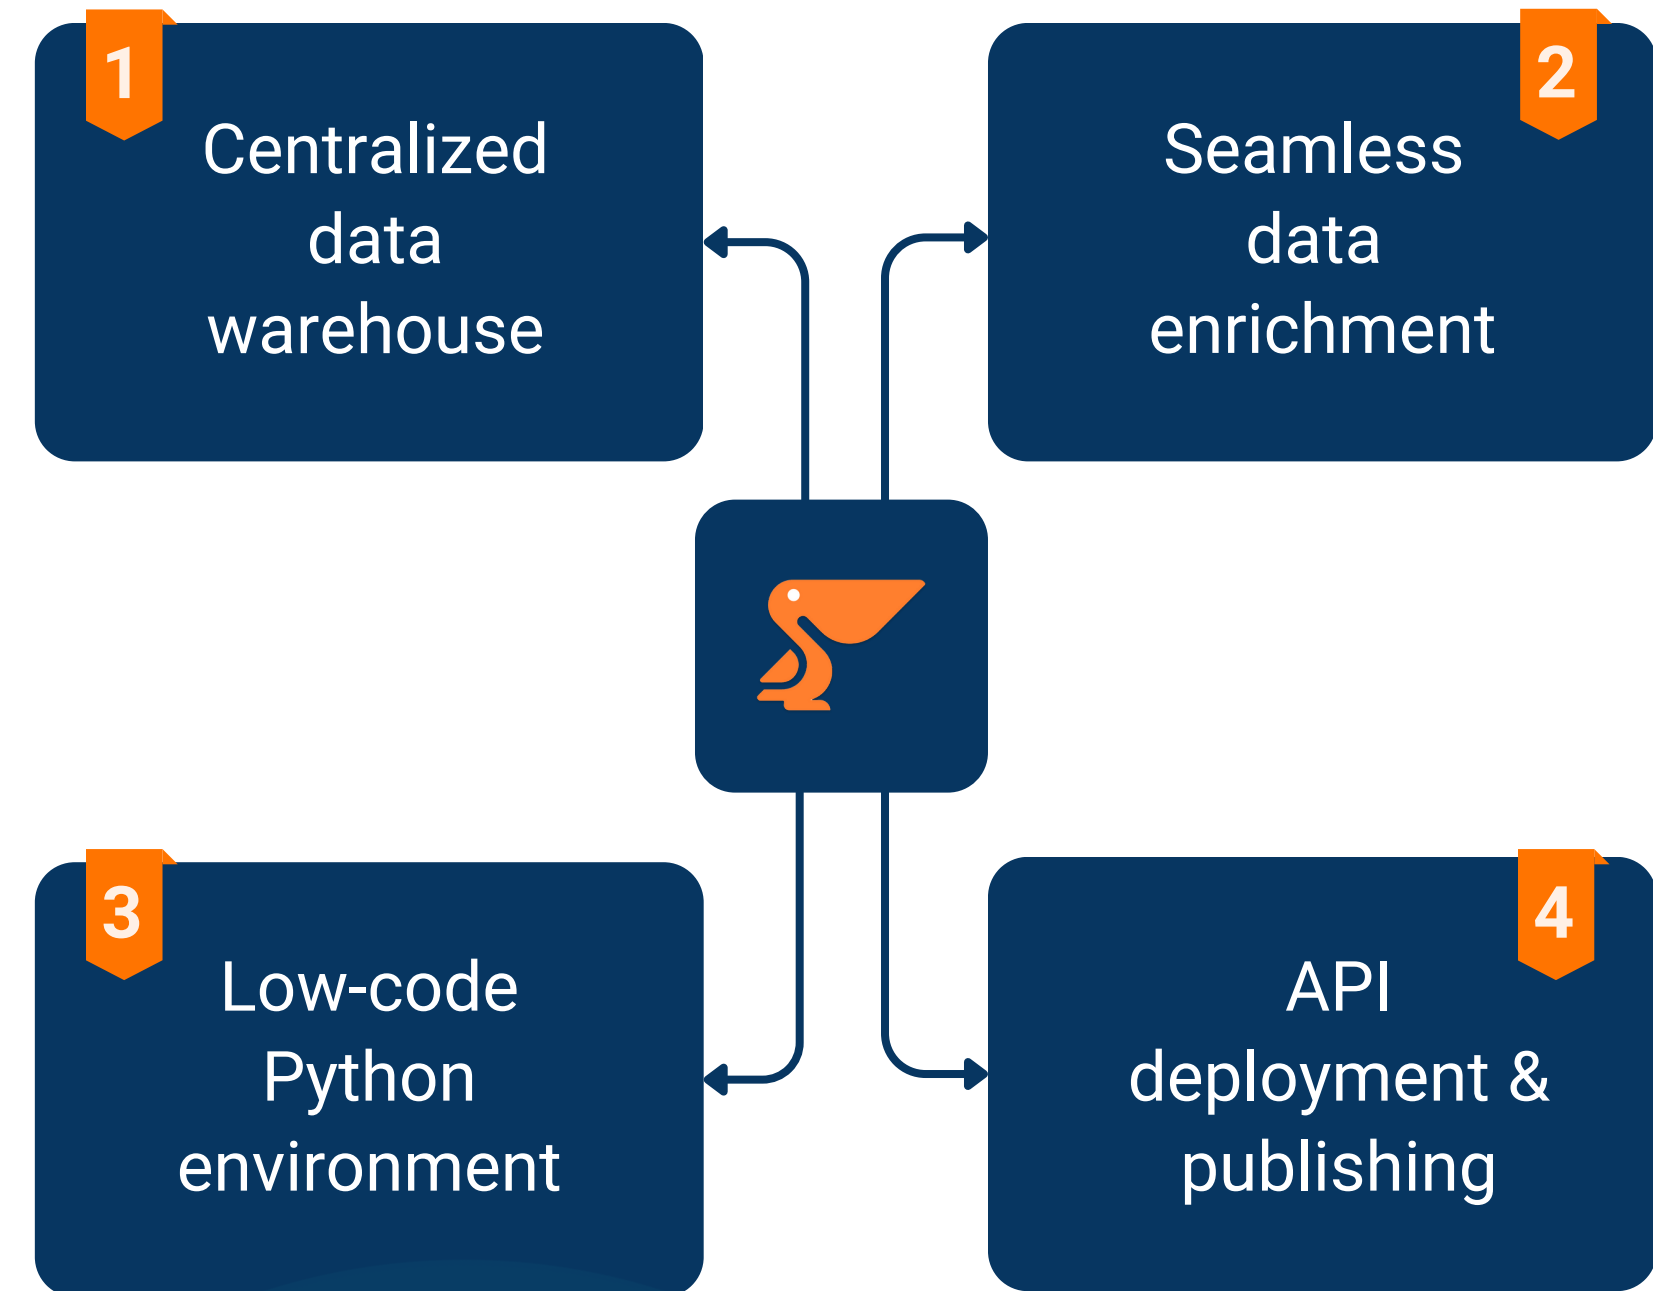 1
Centralized
data
warehouse
2
Seamless
data
enrichment
3
Low-code
Python
environment
4
API
deployment &
publishing